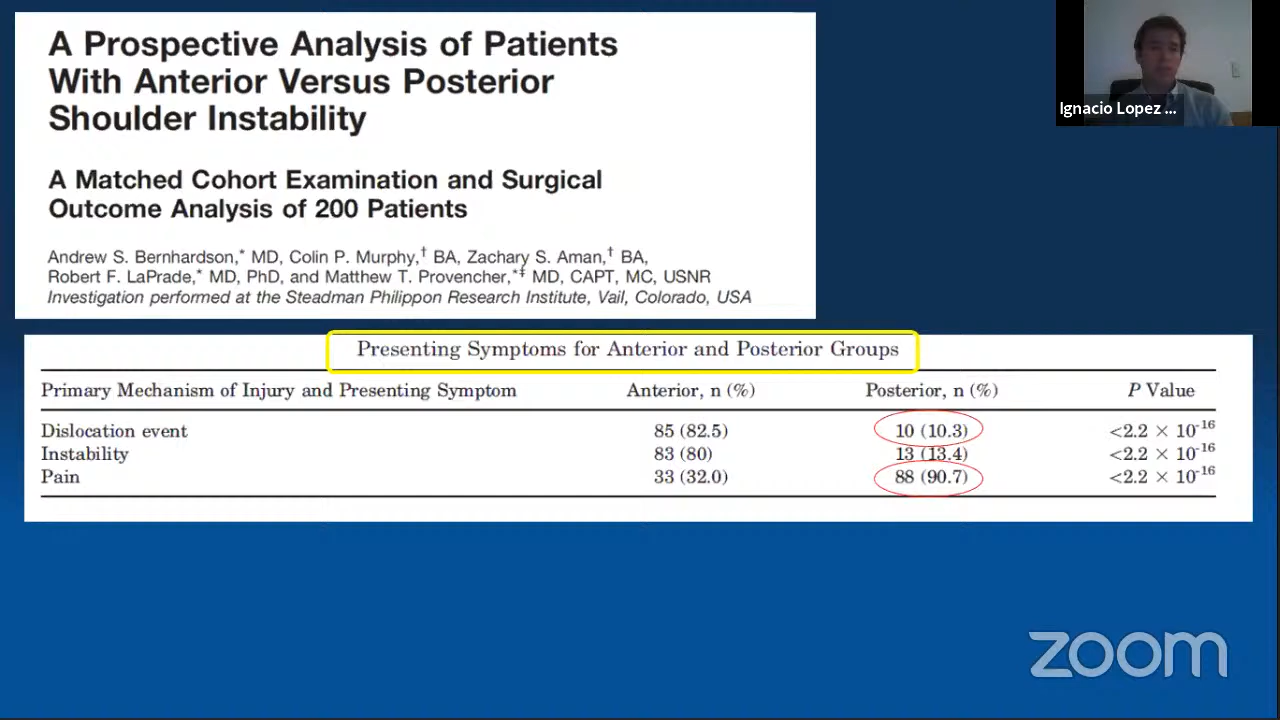 A Prospective Analysis of Patients
With Anterior Versus Posterior
Shoulder Instability
A Matched Cohort Examination and Surgical
Outcome Analysis of 200 Patients
Andrew S. Bernhardson,* MD, Colin P. Murphy,† BA, Zachary S. Aman,† BA,
Robert F. LaPrade,* MD, PhD, and Matthew T. Provencher,*‡ MD, CAPT, MC, USNR
Investigation performed at the Steadman Philippon Research Institute, Vail, Colorado, USA
Ignacio Lopez ...
Presenting Symptoms for Anterior and Posterior Groups
Primary Mechanism of Injury and Presenting Symptom Anterior, n (%) Posterior, n (%) P Value
Dislocation event 85 (82.5) 10 (10.3) <2.2 × 10⁻¹⁶
Instability 83 (80) 13 (13.4) <2.2 × 10⁻¹⁶
Pain 33 (32.0) 88 (90.7) <2.2 × 10⁻¹⁶
zoom